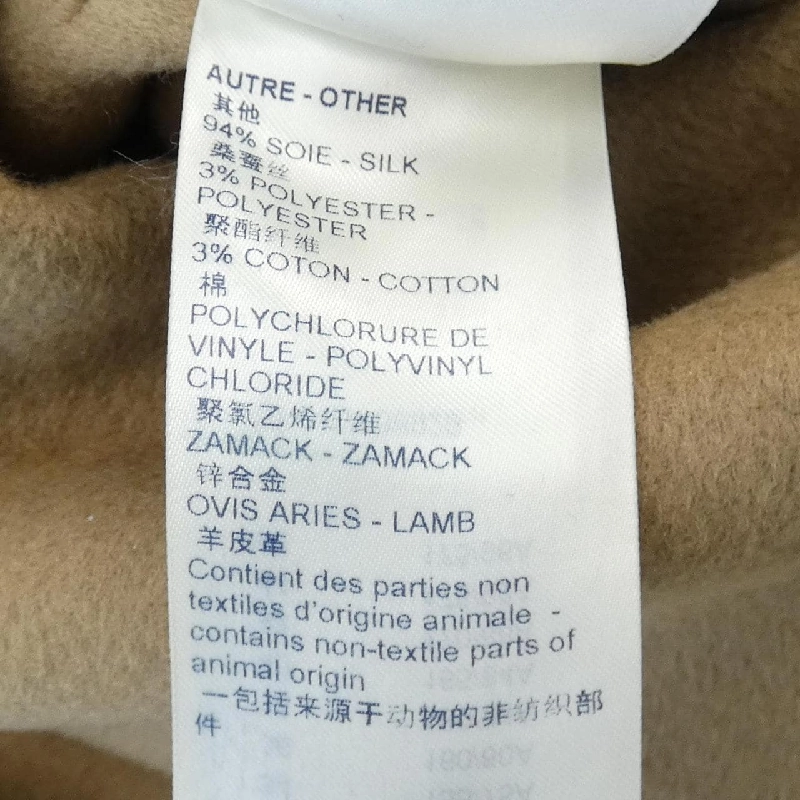 AUTRE - OTHER
其他
94% SOIE - SILK
桑蚕丝
3% POLYESTER -
POLYESTER
聚酯纤维
3% COTON - COTTON
棉
POLYCHLORURE DE
VINYLE - POLYVINYL
CHLORIDE
聚氯乙烯纤维
ZAMACK - ZAMACK
锌合金
OVIS ARIES - LAMB
羊皮革
Contient des parties non
textiles d'origine animale -
contains non-textile parts of
animal origin
一包括来源于动物的非纺织部
件